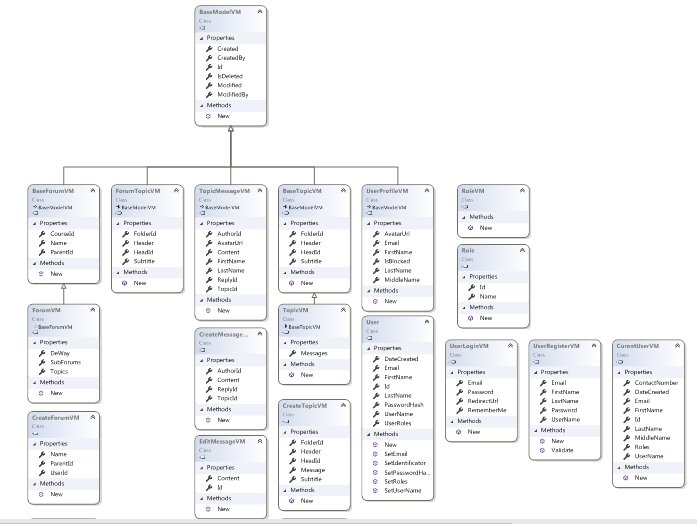 BaseModelVM
Class
Properties
Created
CreatedBy
Id
IsDeleted
Modified
ModifiedBy
Methods
New
BaseForumVM
Class
BaseModelVM
Properties
CourseId
Name
ParentId
Methods
New
ForumTopicVM
Class
BaseModelVM
Properties
FolderId
Header
HeadId
Subtitle
Methods
New
TopicMessageVM
Class
BaseModelVM
Properties
AuthorId
AvatarUrl
Content
FirstName
LastName
ReplyId
TopicId
Methods
New
BaseTopicVM
Class
BaseModelVM
Properties
FolderId
Header
HeadId
Subtitle
Methods
New
UserProfileVM
Class
BaseModelVM
Properties
AvatarUrl
Email
FirstName
IsBlocked
LastName
MiddleName
Methods
New
RoleVM
Class
Methods
New
Role
Class
Properties
Id
Name
Methods
New
ForumVM
Class
BaseForumVM
Properties
DeWay
SubForums
Topics
Methods
New
CreateMessage...
Class
Properties
AuthorId
Content
ReplyId
TopicId
Methods
New
TopicVM
Class
BaseTopicVM
Properties
Messages
Methods
New
User
Class
Properties
DateCreated
Email
FirstName
Id
LastName
PasswordHash
UserName
UserRoles
Methods
New
SetEmail
SetIdentificator
SetPasswordHa...
SetRoles
SetUserName
UserLoginVM
Class
Properties
Email
Password
RedirectUrl
RememberMe
Methods
New
UserRegisterVM
Class
Properties
Email
FirstName
LastName
Password
UserName
Methods
New
Validate
CurrentUserVM
Class
Properties
ContactNumber
DateCreated
Email
FirstName
Id
LastName
MiddleName
Roles
UserName
Methods
New
CreateForumVM
Class
Properties
Name
ParentId
UserId
Methods
New
EditMessageVM
Class
Properties
Content
Id
Methods
New
CreateTopicVM
Class
Properties
FolderId
Header
HeadId
Message
Subtitle
Methods
New